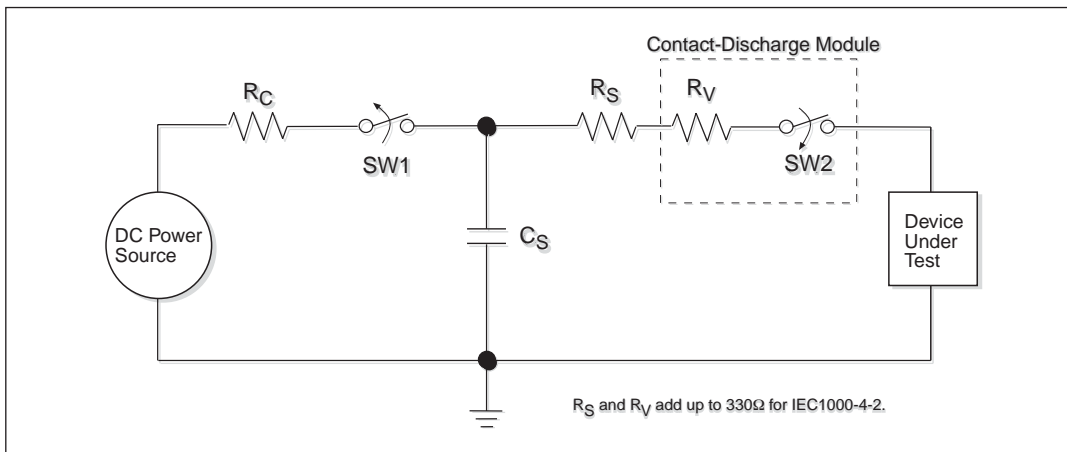 Contact-Discharge Module
RC
RS
RV
SW1
SW2
DC Power
Source
CS
Device
Under
Test
RS and RV add up to 330Ω for IEC1000-4-2.